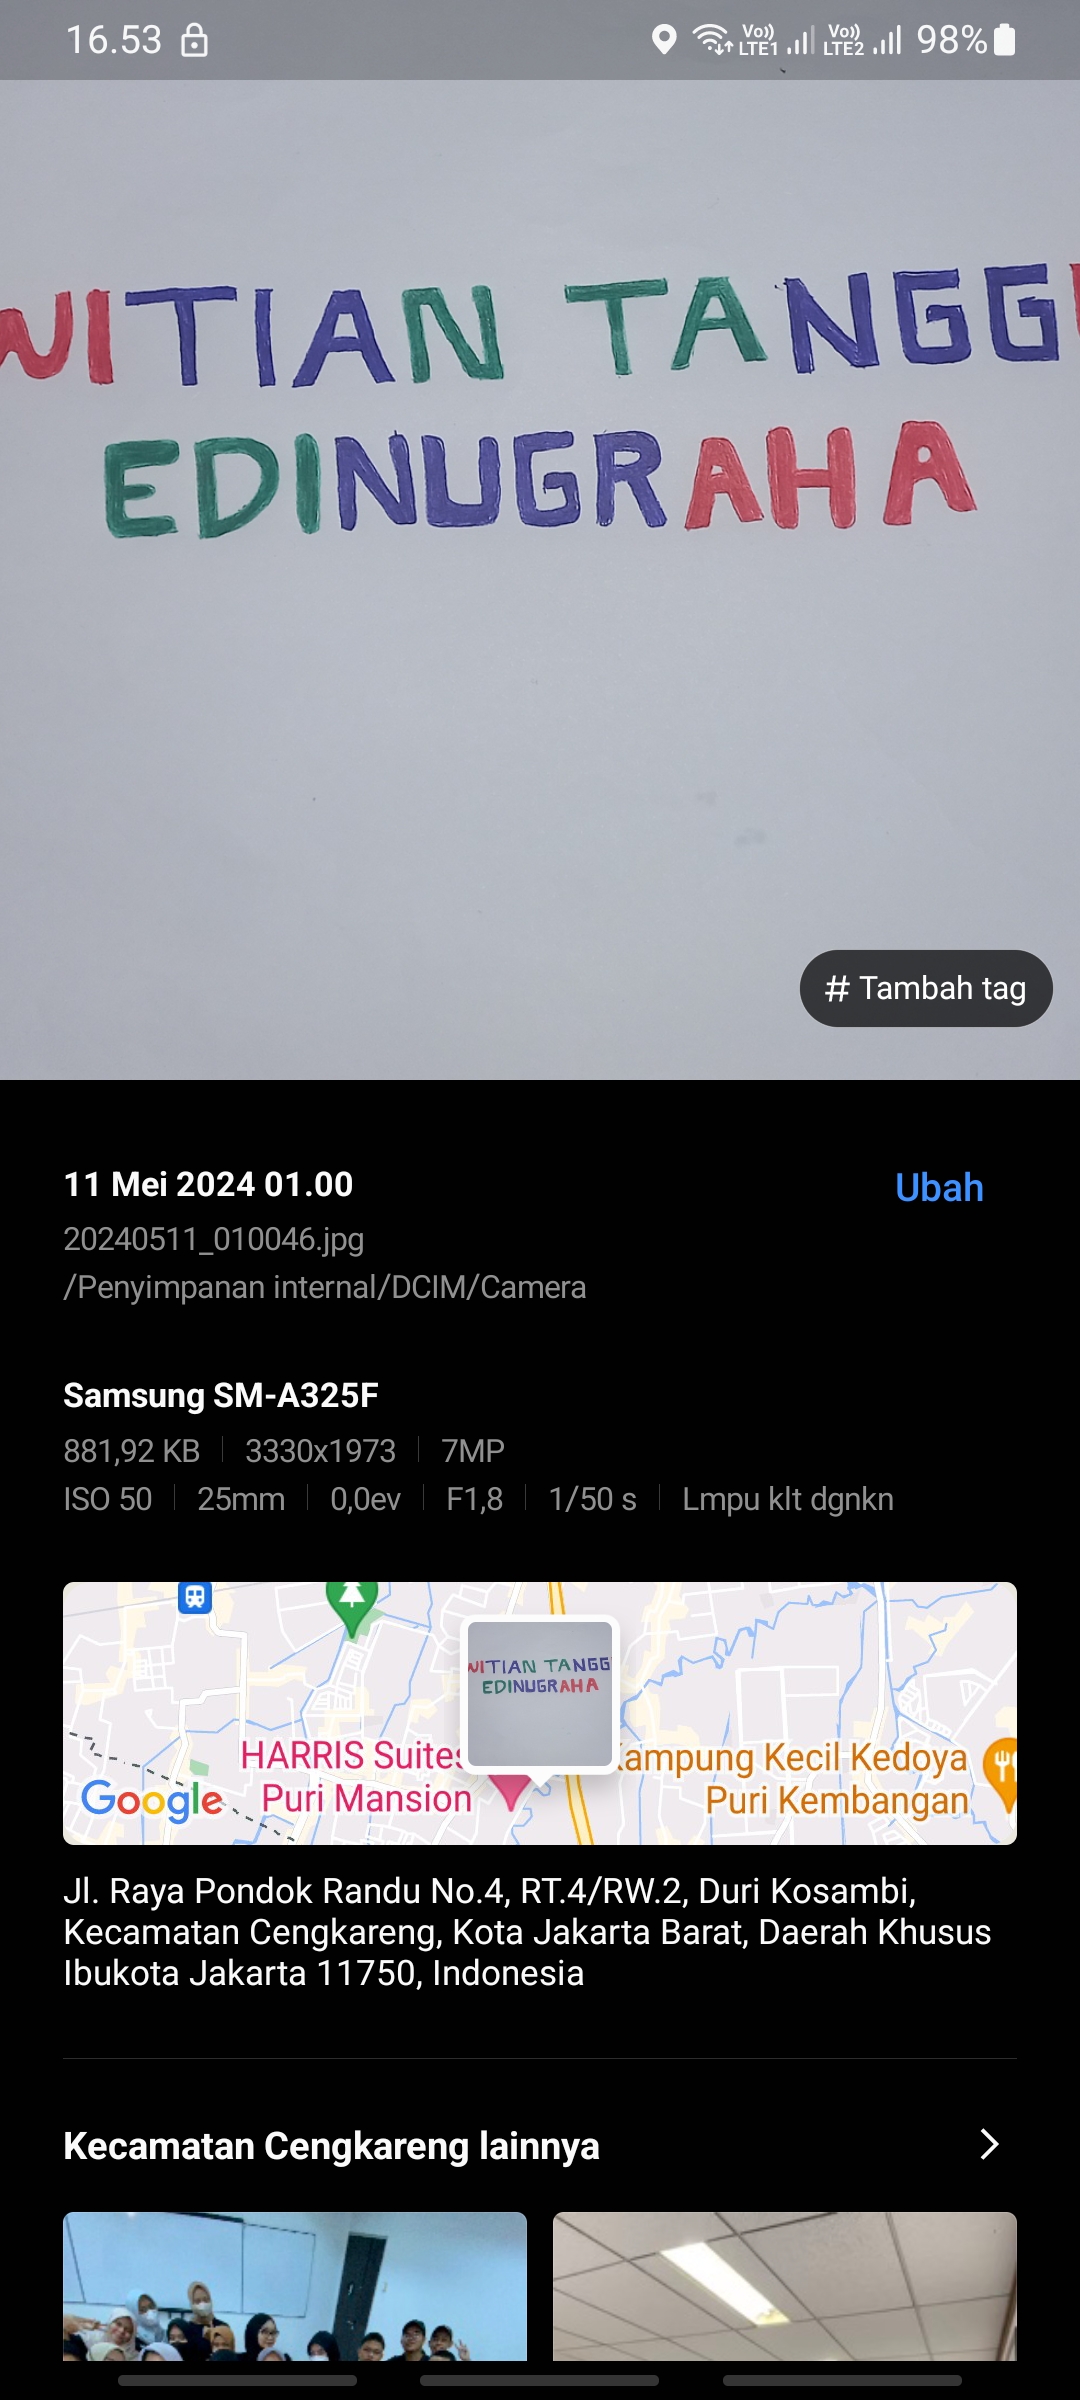 16.53
Vo)) LTE1 Vo)) LTE2 98%
WITIAN TANGG
EDINUGRAHA
# Tambah tag
11 Mei 2024 01.00
Ubah
20240511_010046.jpg
/Penyimpanan internal/DCIM/Camera
Samsung SM-A325F
881,92 KB 3330x1973 7MP
ISO 50 25mm 0,0ev F1,8 1/50 s Lmpu klt dgnkn
WITIAN TANGG
EDINUGRAHA
HARRIS Suites
Puri Mansion
Kampung Kecil Kedoya
Puri Kembangan
Google
Jl. Raya Pondok Randu No.4, RT.4/RW.2, Duri Kosambi,
Kecamatan Cengkareng, Kota Jakarta Barat, Daerah Khusus
Ibukota Jakarta 11750, Indonesia
Kecamatan Cengkareng lainnya